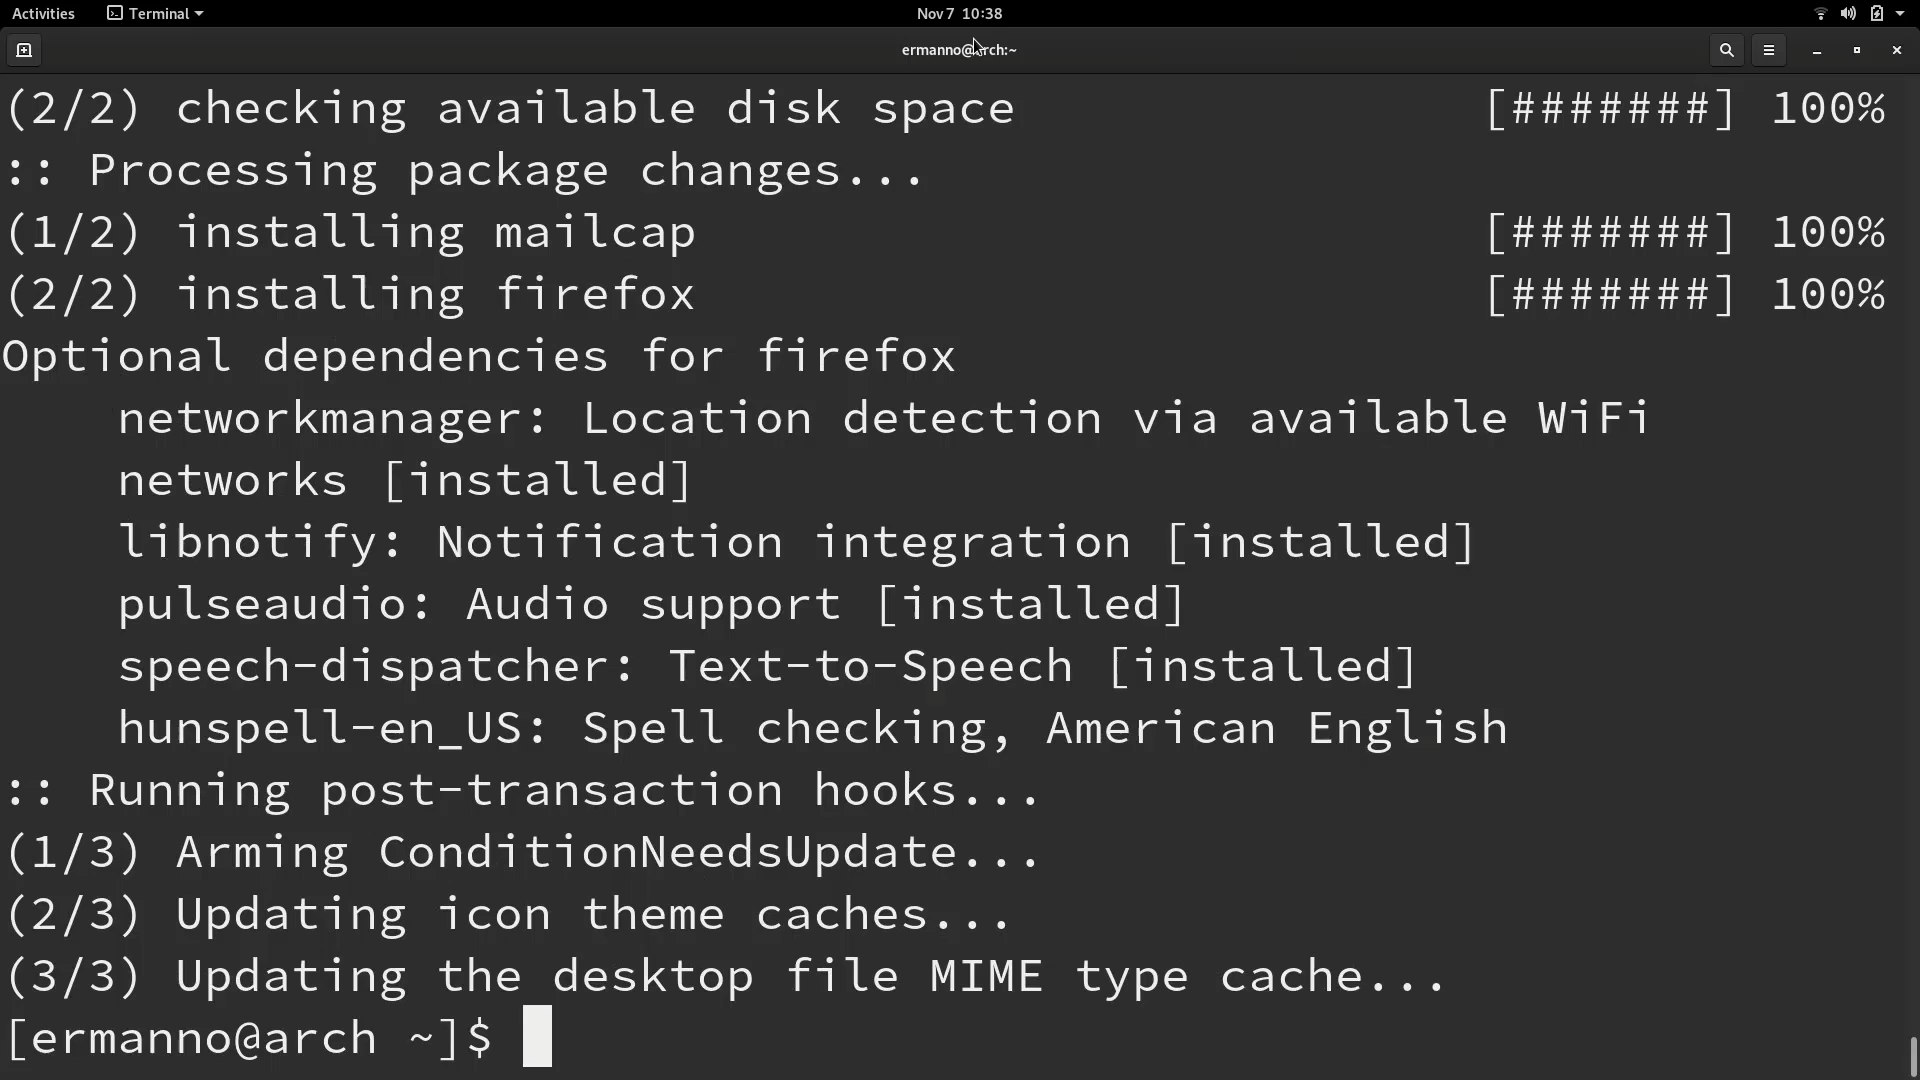 Activities Terminal Nov 7 10:38
ermanno@arch:~
(2/2) checking available disk space [#######] 100%
:: Processing package changes...
(1/2) installing mailcap [#######] 100%
(2/2) installing firefox [#######] 100%
Optional dependencies for firefox
networkmanager: Location detection via available WiFi
networks [installed]
libnotify: Notification integration [installed]
pulseaudio: Audio support [installed]
speech-dispatcher: Text-to-Speech [installed]
hunspell-en_US: Spell checking, American English
:: Running post-transaction hooks...
(1/3) Arming ConditionNeedsUpdate...
(2/3) Updating icon theme caches...
(3/3) Updating the desktop file MIME type cache...
[ermanno@arch ~]$